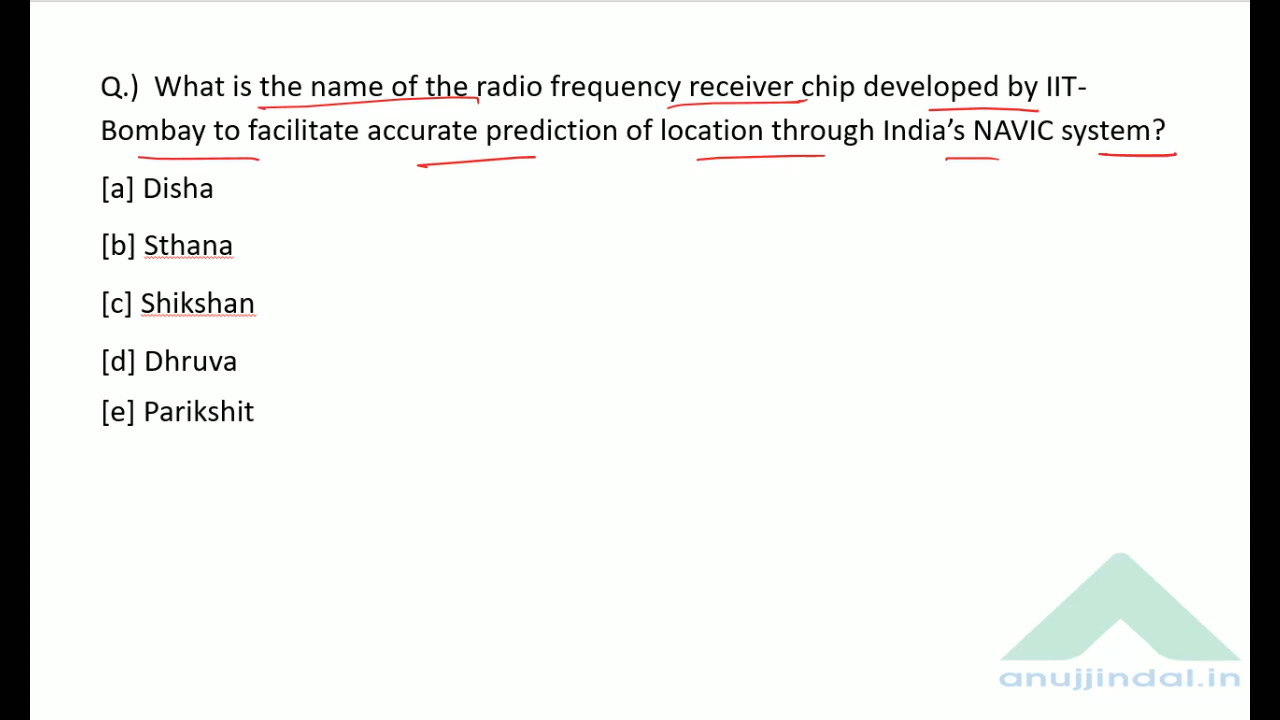 Q.) What is the name of the radio frequency receiver chip developed by IIT-
Bombay to facilitate accurate prediction of location through India’s NAVIC system?
[a] Disha
[b] Sthana
[c] Shikshan
[d] Dhruva
[e] Parikshit
anujjindal.in